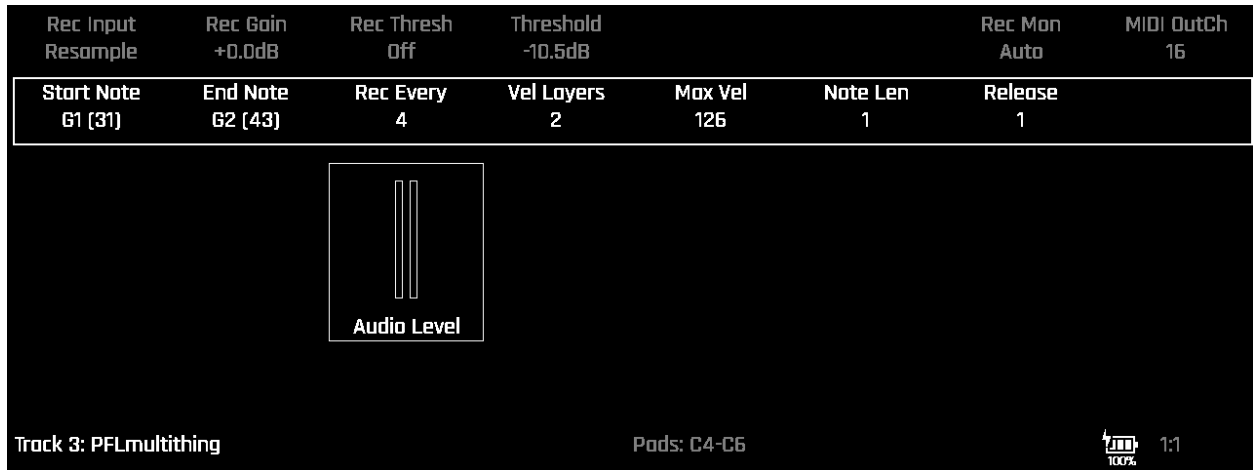 Rec Input Rec Gain Rec Thresh Threshold Rec Mon MIDI OutCh
Resample +0.0dB Off -10.5dB Auto 16
Start Note End Note Rec Every Vel Layers Max Vel Note Len Release
G1 (31) G2 (43) 4 2 126 1 1
Audio Level
Track 3: PFLmultithing Pads: C4-C6 1:1
100%